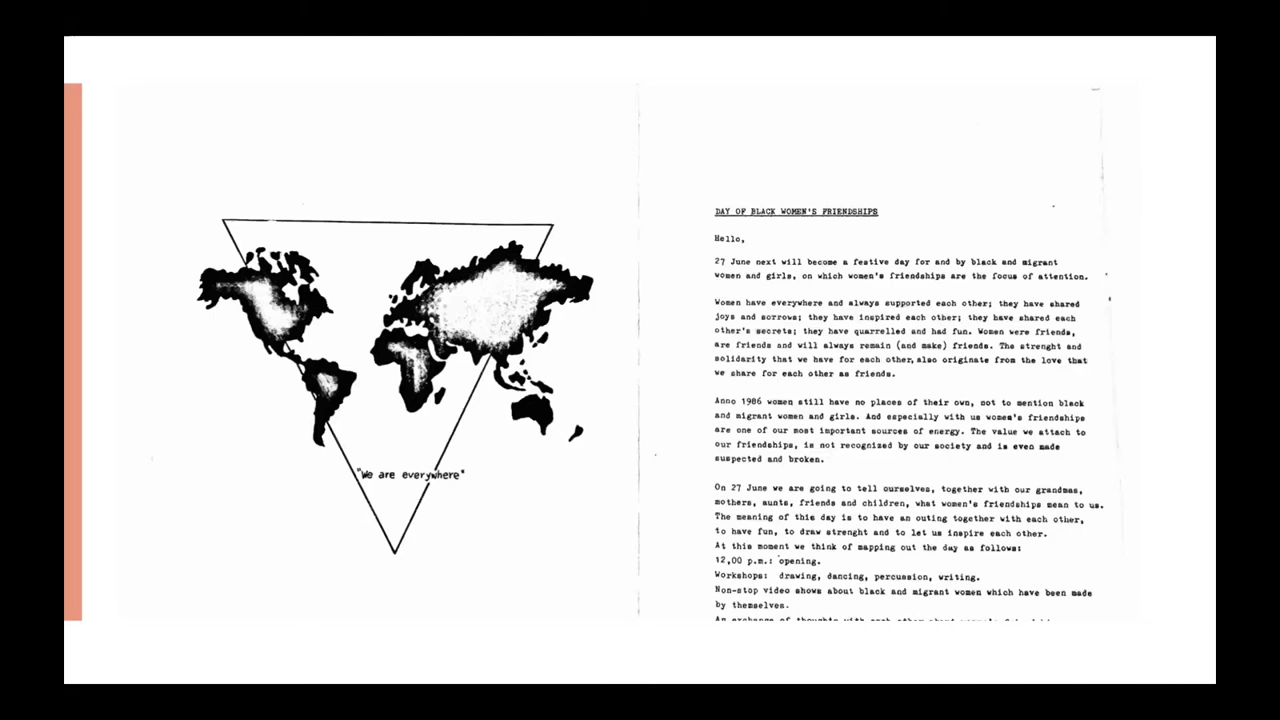 "We are everywhere"
DAY OF BLACK WOMEN'S FRIENDSHIPS
Hello,
27 June next will become a festive day for and by black and migrant
women and girls, on which women's friendships are the focus of attention.
Women have everywhere and always supported each other; they have shared
joys and sorrows; they have inspired each other; they have shared each
other's secrets; they have quarrelled and had fun. Women were friends,
are friends and will always remain (and make) friends. The strenght and
solidarity that we have for each other, also originate from the love that
we share for each other as friends.
Anno 1986 women still have no places of their own, not to mention black
and migrant women and girls. And especially with us women's friendships
are one of our most important sources of energy. The value we attach to
our friendships, is not recognized by our society and is even made
suspected and broken.
On 27 June we are going to tell ourselves, together with our grandmas,
mothers, aunts, friends and children, what women's friendships mean to us.
The meaning of this day is to have an outing together with each other,
to have fun, to draw strenght and to let us inspire each other.
At this moment we think of mapping out the day as follows:
12,00 p.m.: opening.
Workshops: drawing, dancing, percussion, writing.
Non-stop video shows about black and migrant women which have been made
by themselves.
An exchange of thoughts with each other about